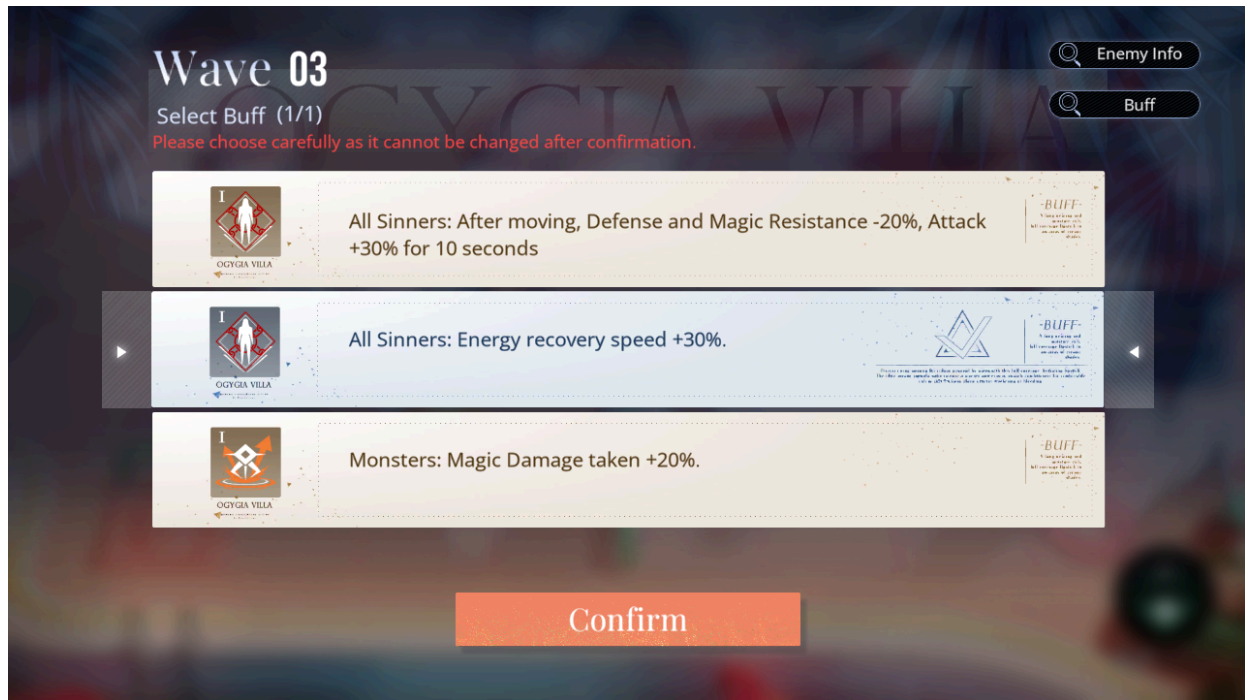 Wave 03
Enemy Info
Select Buff (1/1)
Buff
OGYGIA VILLA
Please choose carefully as it cannot be changed after confirmation.
I
OGYGIA VILLA
All Sinners: After moving, Defense and Magic Resistance -20%, Attack
+30% for 10 seconds
-BUFF-
I
OGYGIA VILLA
All Sinners: Energy recovery speed +30%.
-BUFF-
I
OGYGIA VILLA
Monsters: Magic Damage taken +20%.
-BUFF-
Confirm